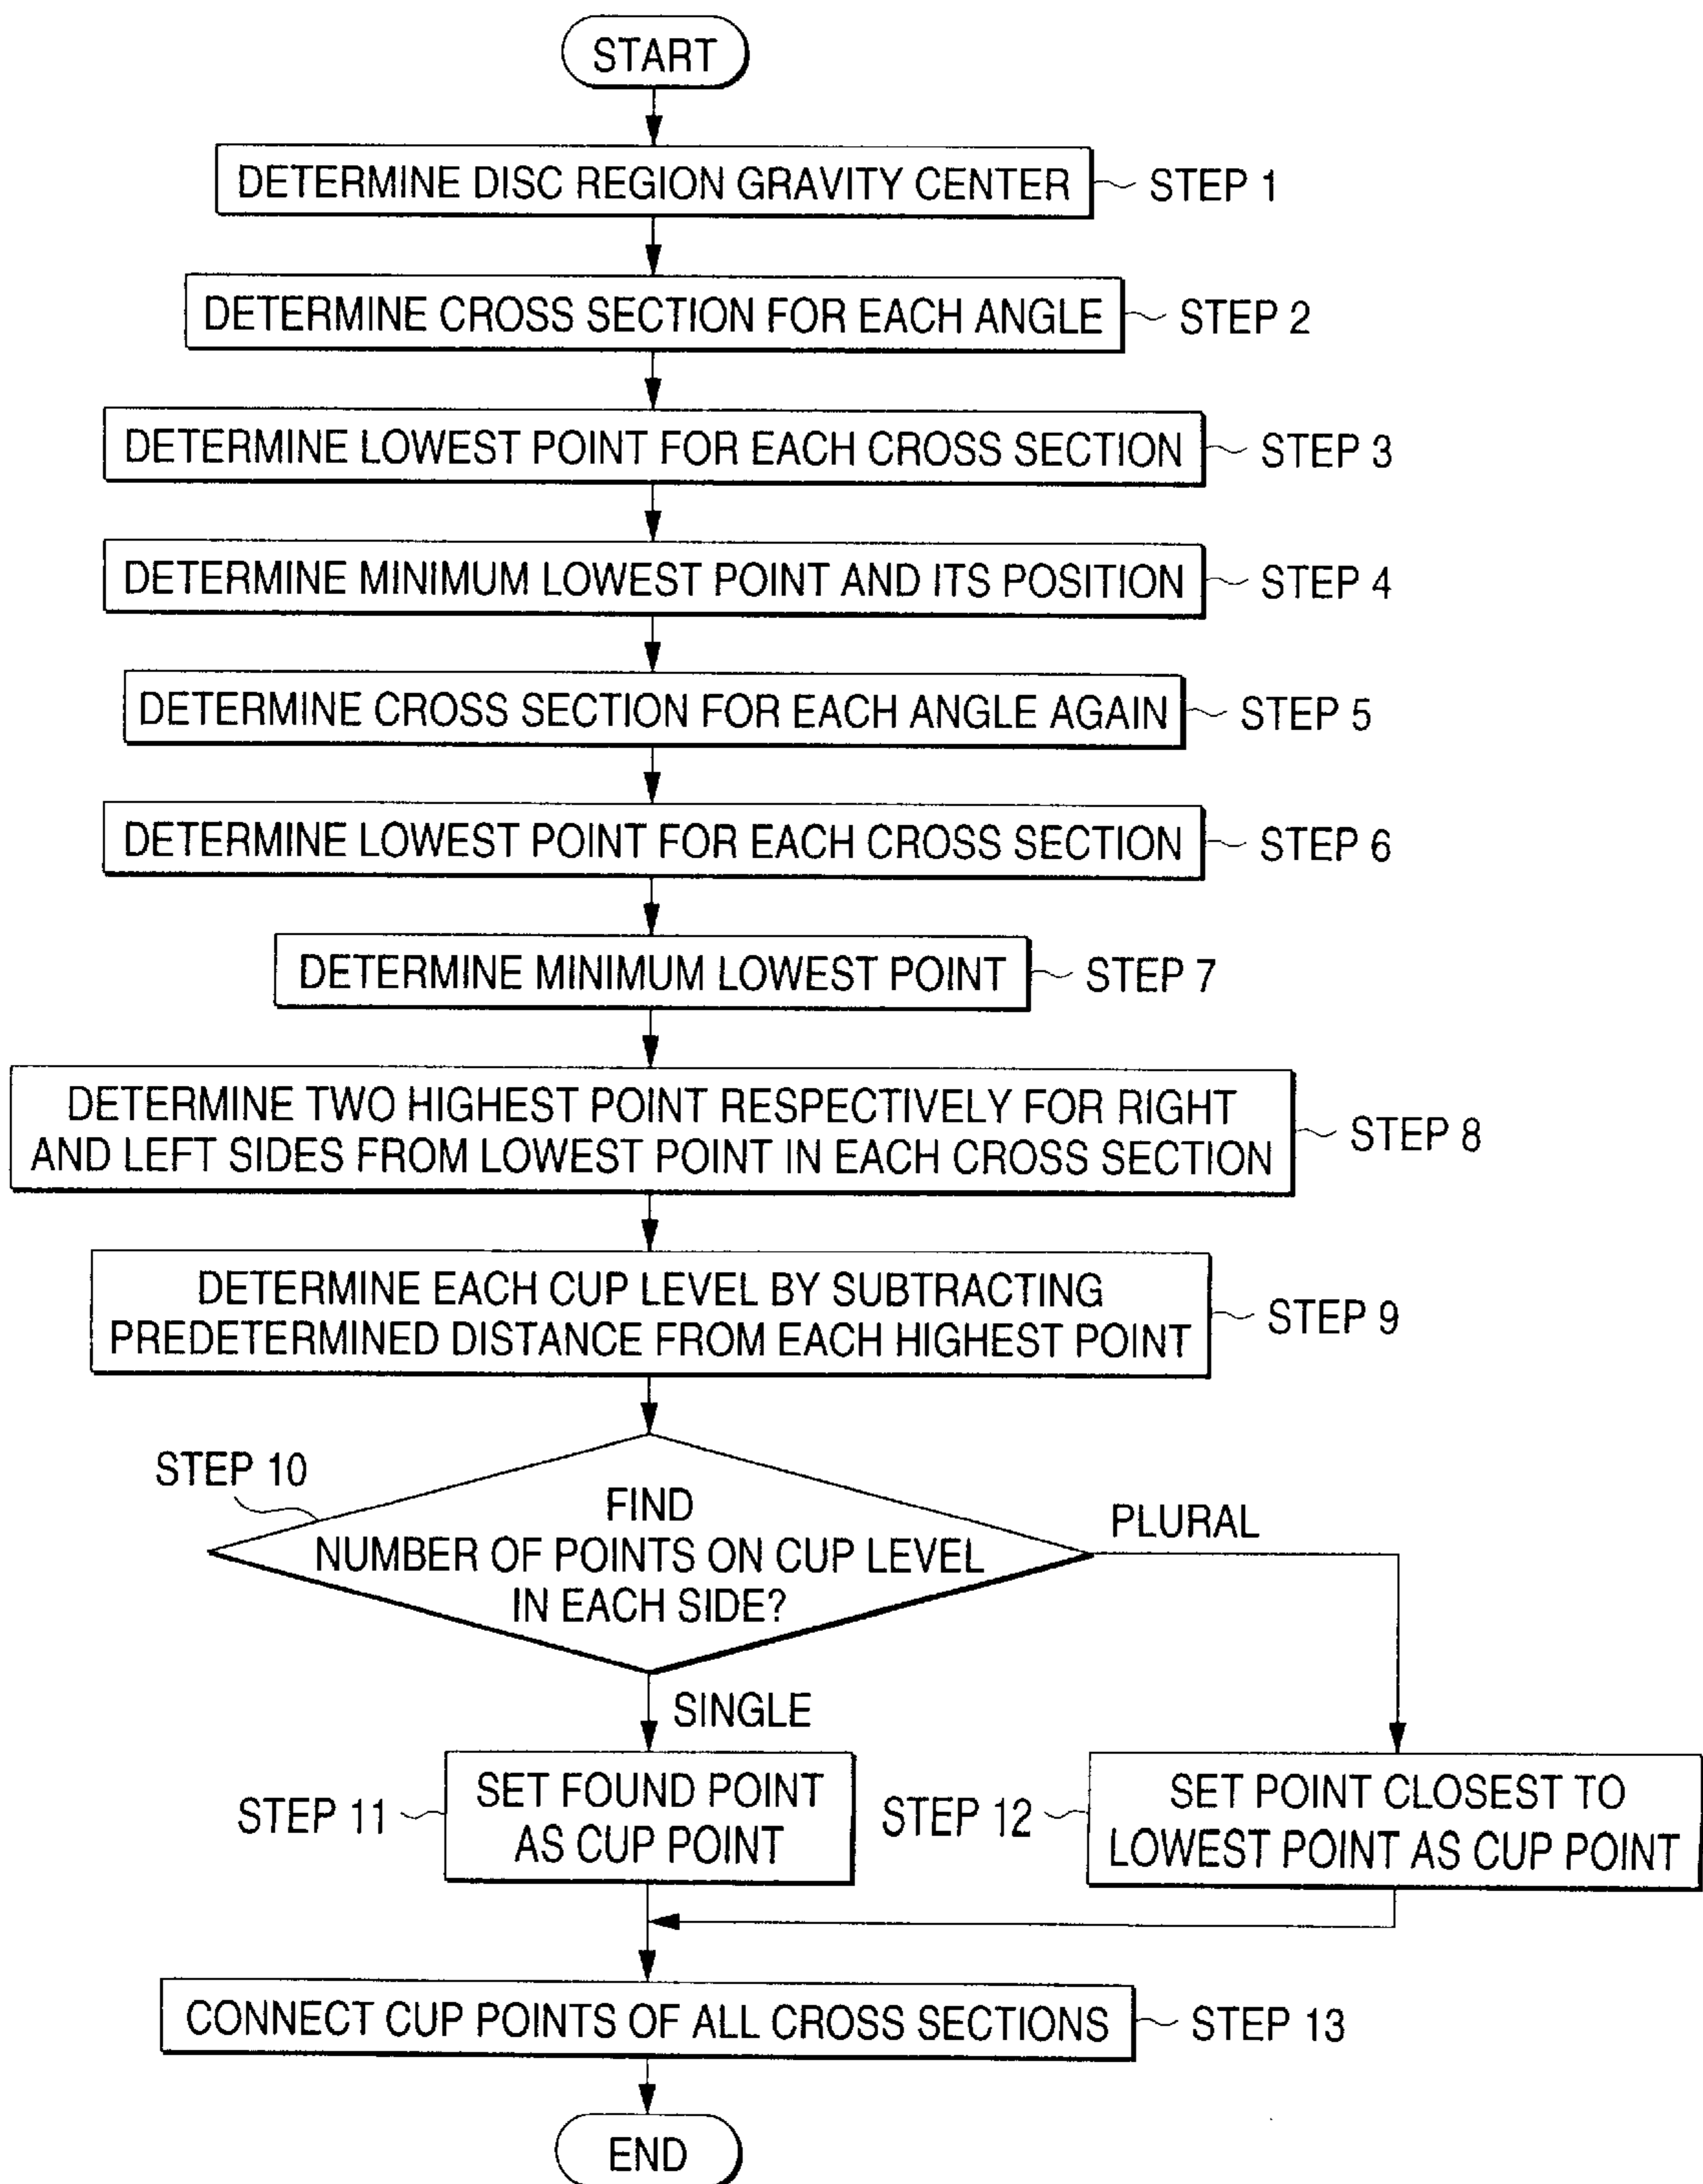 START
DETERMINE DISC REGION GRAVITY CENTER
STEP 1
DETERMINE CROSS SECTION FOR EACH ANGLE
STEP 2
DETERMINE LOWEST POINT FOR EACH CROSS SECTION
STEP 3
DETERMINE MINIMUM LOWEST POINT AND ITS POSITION
STEP 4
DETERMINE CROSS SECTION FOR EACH ANGLE AGAIN
STEP 5
DETERMINE LOWEST POINT FOR EACH CROSS SECTION
STEP 6
DETERMINE MINIMUM LOWEST POINT
STEP 7
DETERMINE TWO HIGHEST POINT RESPECTIVELY FOR RIGHT
AND LEFT SIDES FROM LOWEST POINT IN EACH CROSS SECTION
STEP 8
DETERMINE EACH CUP LEVEL BY SUBTRACTING
PREDETERMINED DISTANCE FROM EACH HIGHEST POINT
STEP 9
STEP 10
FIND
NUMBER OF POINTS ON CUP LEVEL
IN EACH SIDE?
PLURAL
SINGLE
STEP 11
SET FOUND POINT
AS CUP POINT
STEP 12
SET POINT CLOSEST TO
LOWEST POINT AS CUP POINT
CONNECT CUP POINTS OF ALL CROSS SECTIONS
STEP 13
END